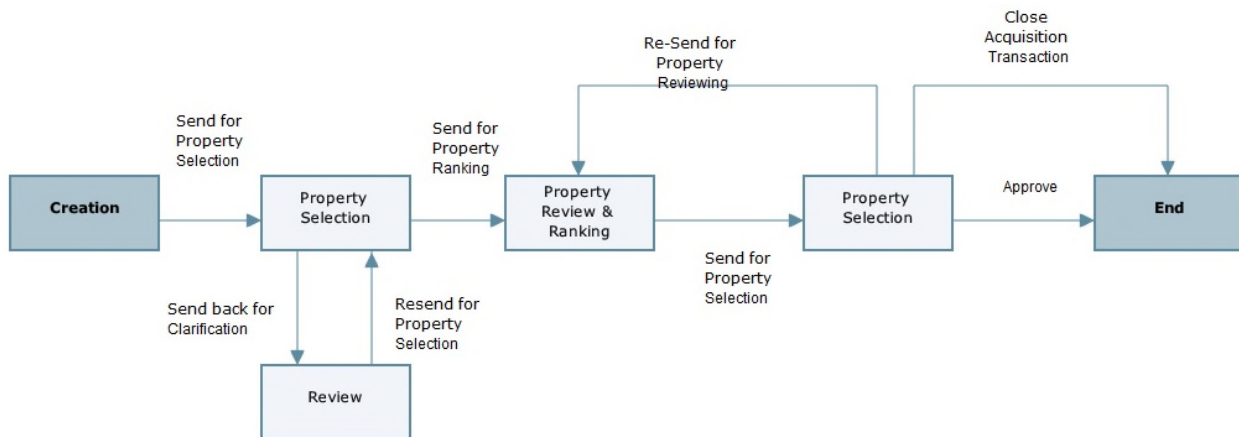 Close
Acquisition
Transaction
Re-Send for
Property
Reviewing
Send for
Property
Selection
Send for
Property
Ranking
Creation
Property
Selection
Property
Review &
Ranking
Property
Selection
Approve
End
Send for
Property
Selection
Send back for
Clarification
Resend for
Property
Selection
Review